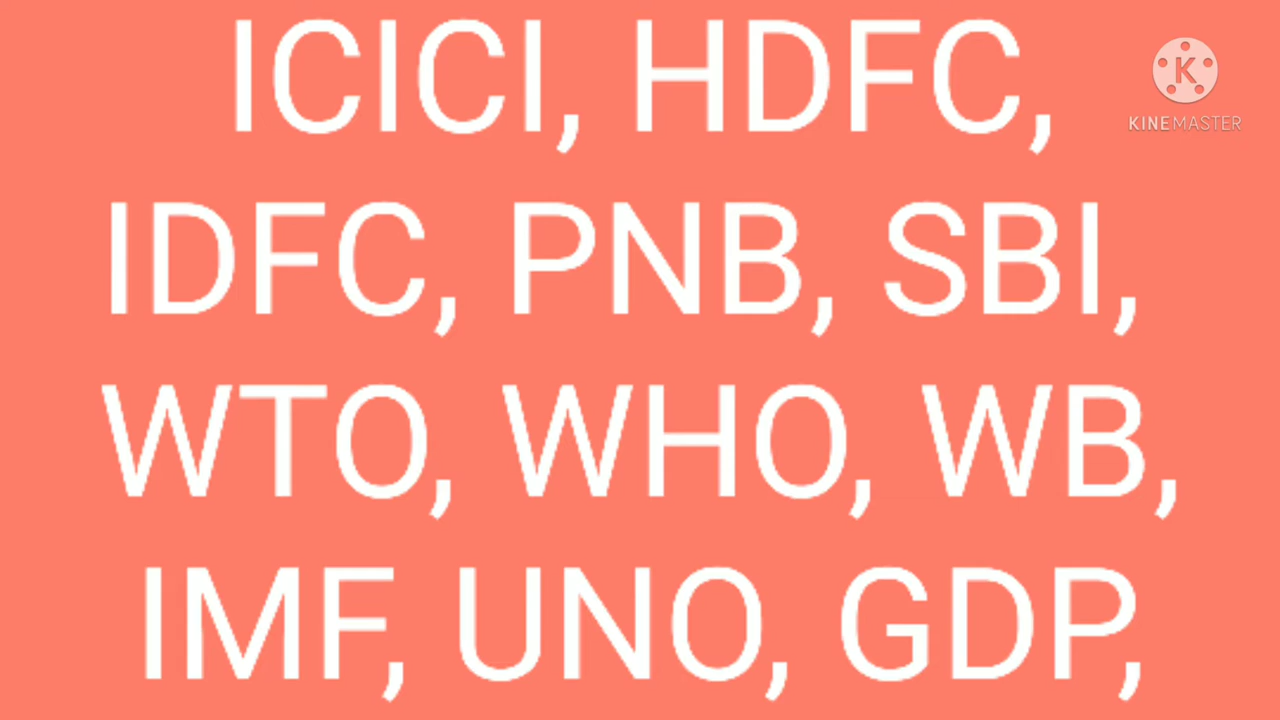 ICICI, HDFC,
K
KINEMASTER
IDFC, PNB, SBI,
WTO, WHO, WB,
IMF, UNO, GDP,